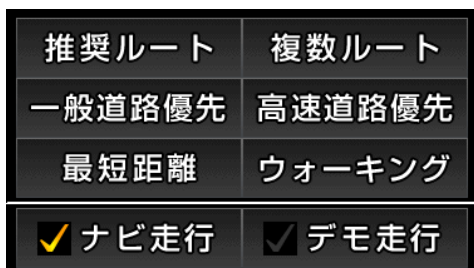 推奨ルート 複数ルート
一般道路優先 高速道路優先
最短距離 ウォーキング
ナビ走行 デモ走行